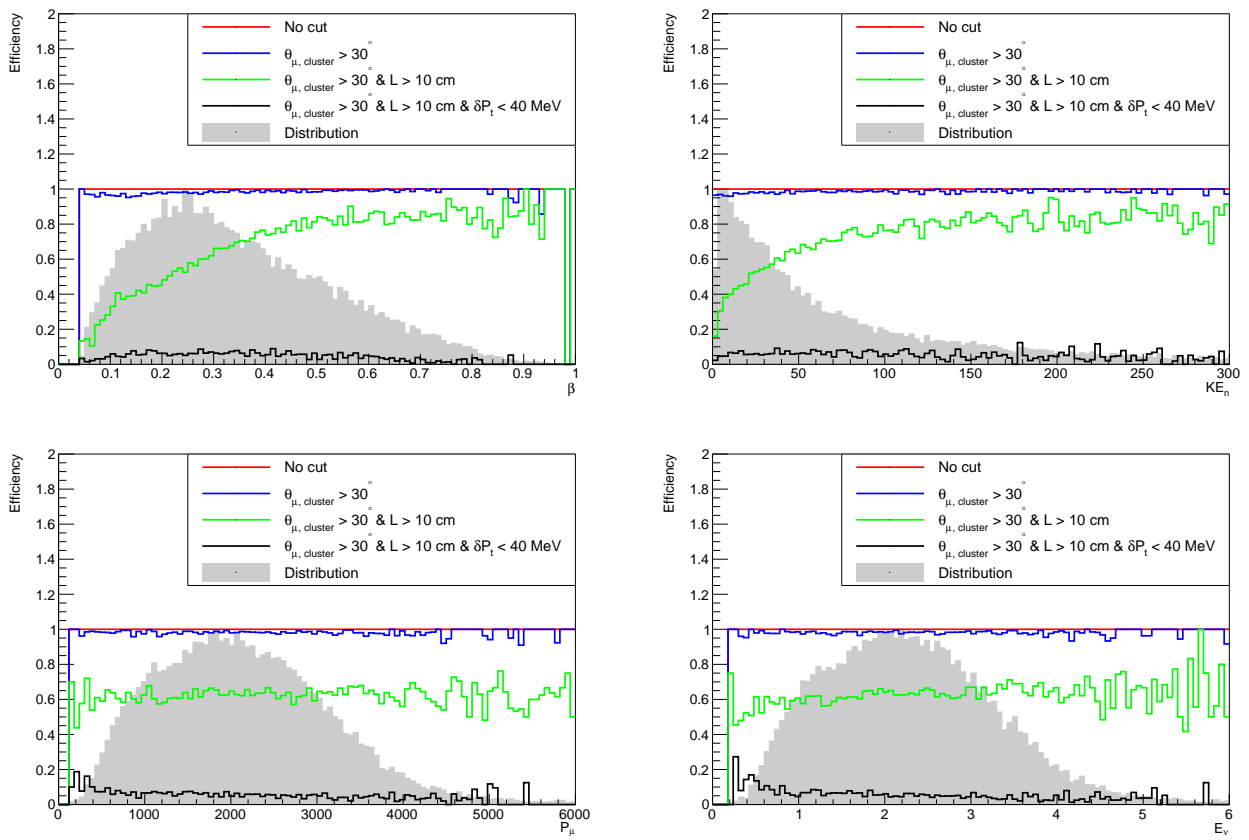 Efficiency
2
1.8
1.6
1.4
1.2
1
0.8
0.6
0.4
0.2
0
No cut
θμ, cluster > 30°
θμ, cluster > 30° & L > 10 cm
θμ, cluster > 30° & L > 10 cm & δPt < 40 MeV
Distribution
0 0.1 0.2 0.3 0.4 0.5 0.6 0.7 0.8 0.9 1
β
Efficiency
2
1.8
1.6
1.4
1.2
1
0.8
0.6
0.4
0.2
0
No cut
θμ, cluster > 30°
θμ, cluster > 30° & L > 10 cm
θμ, cluster > 30° & L > 10 cm & δPt < 40 MeV
Distribution
0 50 100 150 200 250 300
KEn
Efficiency
2
1.8
1.6
1.4
1.2
1
0.8
0.6
0.4
0.2
0
No cut
θμ, cluster > 30°
θμ, cluster > 30° & L > 10 cm
θμ, cluster > 30° & L > 10 cm & δPt < 40 MeV
Distribution
0 1000 2000 3000 4000 5000 6000
Pμ
Efficiency
2
1.8
1.6
1.4
1.2
1
0.8
0.6
0.4
0.2
0
No cut
θμ, cluster > 30°
θμ, cluster > 30° & L > 10 cm
θμ, cluster > 30° & L > 10 cm & δPt < 40 MeV
Distribution
0 1 2 3 4 5 6
Eν